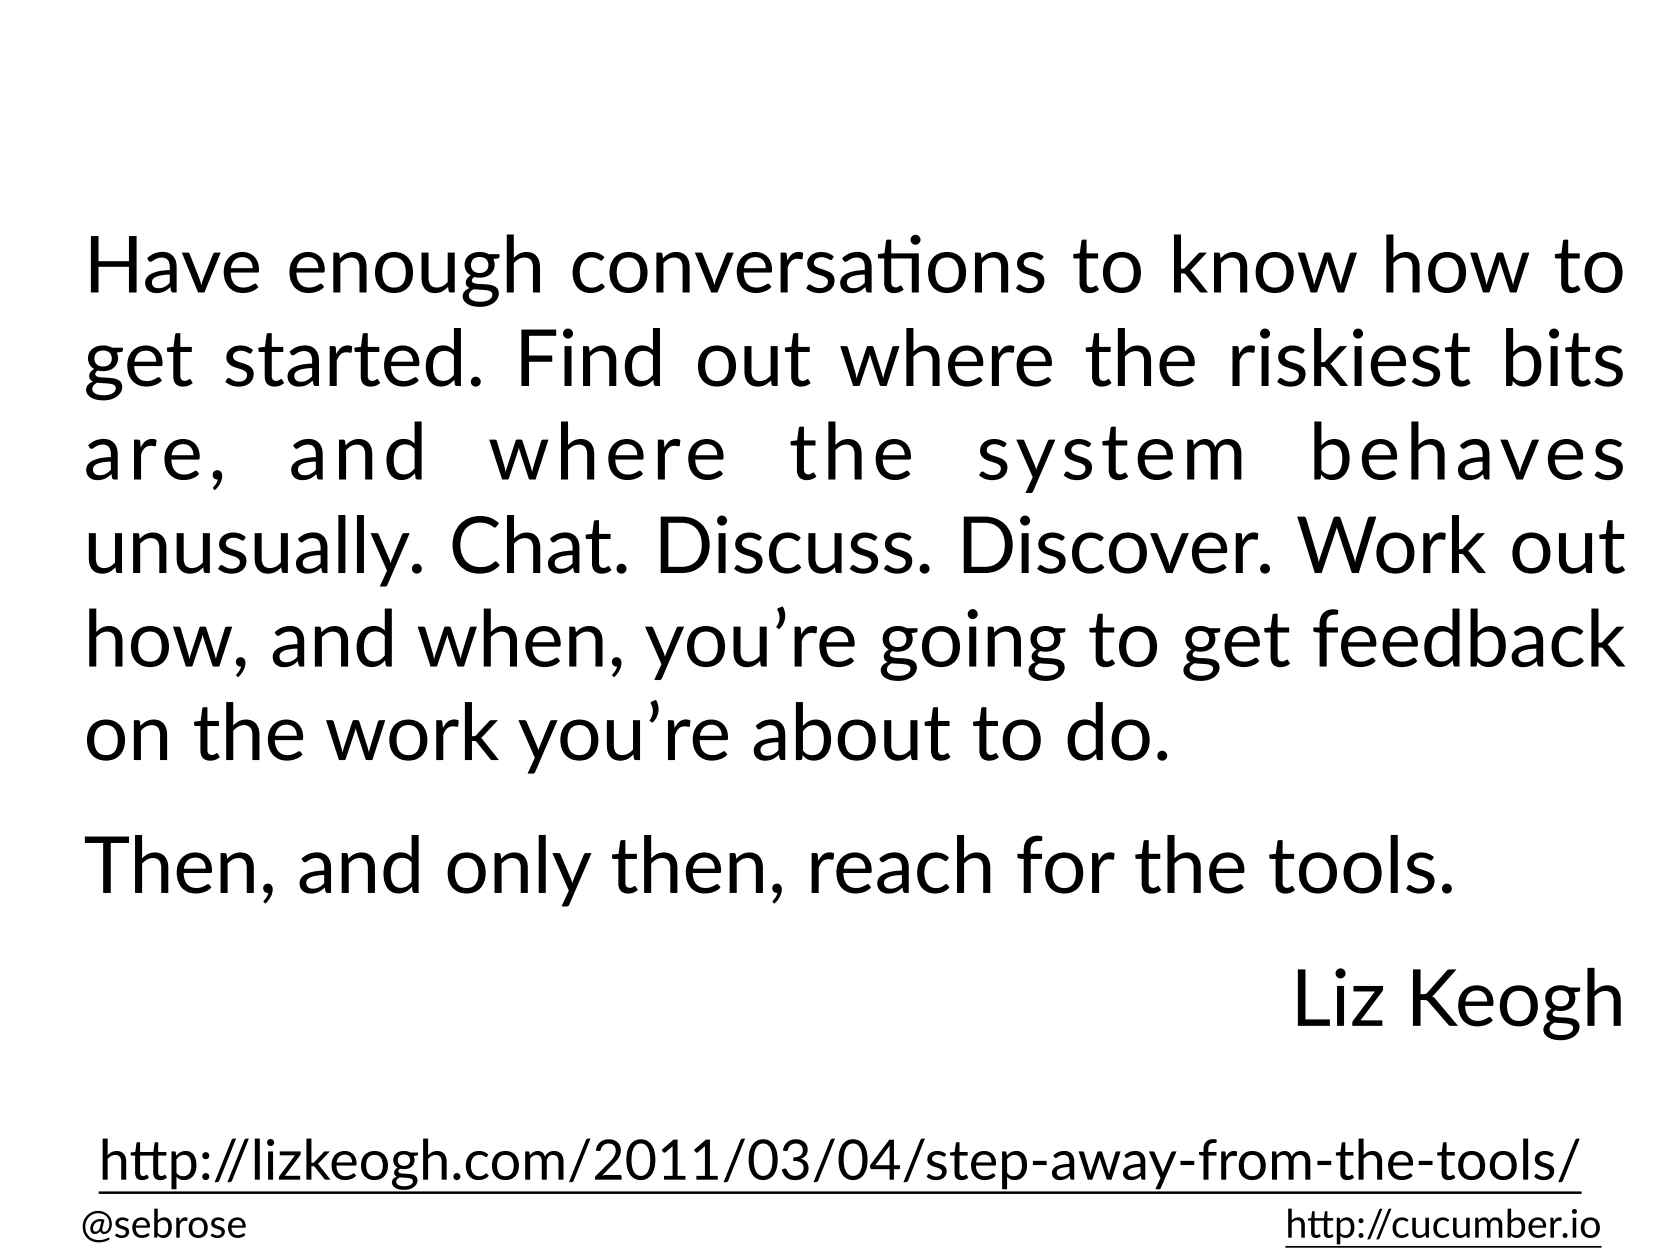 Have enough conversations to know how to
get started. Find out where the riskiest bits
are, and where the system behaves
unusually. Chat. Discuss. Discover. Work out
how, and when, you’re going to get feedback
on the work you’re about to do.
Then, and only then, reach for the tools.
Liz Keogh
http://lizkeogh.com/2011/03/04/step-away-from-the-tools/
@sebrose
http://cucumber.io